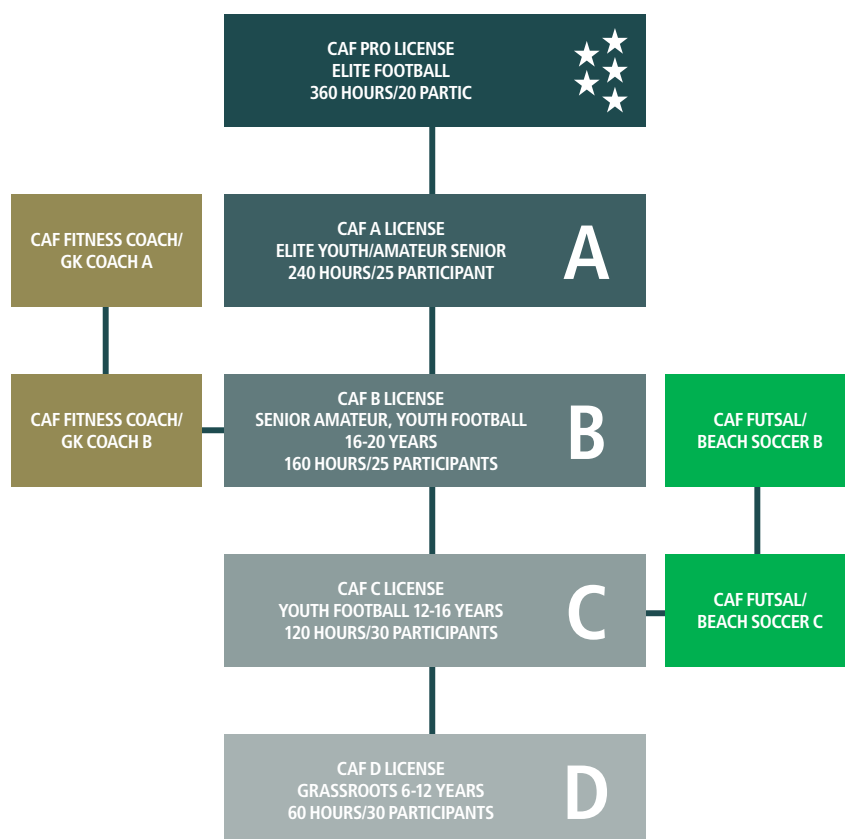 CAF PRO LICENSE
ELITE FOOTBALL
360 HOURS/20 PARTIC
CAF FITNESS COACH/
GK COACH A
CAF A LICENSE
ELITE YOUTH/AMATEUR SENIOR
240 HOURS/25 PARTICIPANT
A
CAF FITNESS COACH/
GK COACH B
CAF B LICENSE
SENIOR AMATEUR, YOUTH FOOTBALL
16-20 YEARS
160 HOURS/25 PARTICIPANTS
B
CAF FUTSAL/
BEACH SOCCER B
CAF C LICENSE
YOUTH FOOTBALL 12-16 YEARS
120 HOURS/30 PARTICIPANTS
C
CAF FUTSAL/
BEACH SOCCER C
CAF D LICENSE
GRASSROOTS 6-12 YEARS
60 HOURS/30 PARTICIPANTS
D